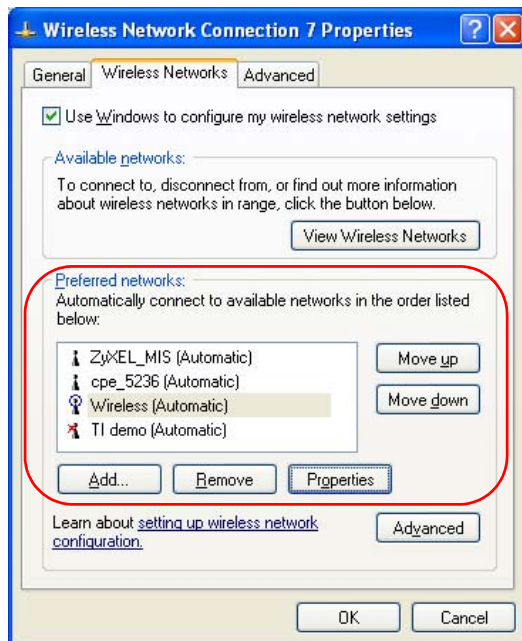 Wireless Network Connection 7 Properties
General Wireless Networks Advanced
Use Windows to configure my wireless network settings
Available networks:
To connect to, disconnect from, or find out more information
about wireless networks in range, click the button below.
View Wireless Networks
Preferred networks:
Automatically connect to available networks in the order listed
below:
ZyXEL_MIS (Automatic)
cpe_5236 (Automatic)
Wireless (Automatic)
TI demo (Automatic)
Move up
Move down
Add... Remove Properties
Learn about setting up wireless network
configuration.
Advanced
OK Cancel